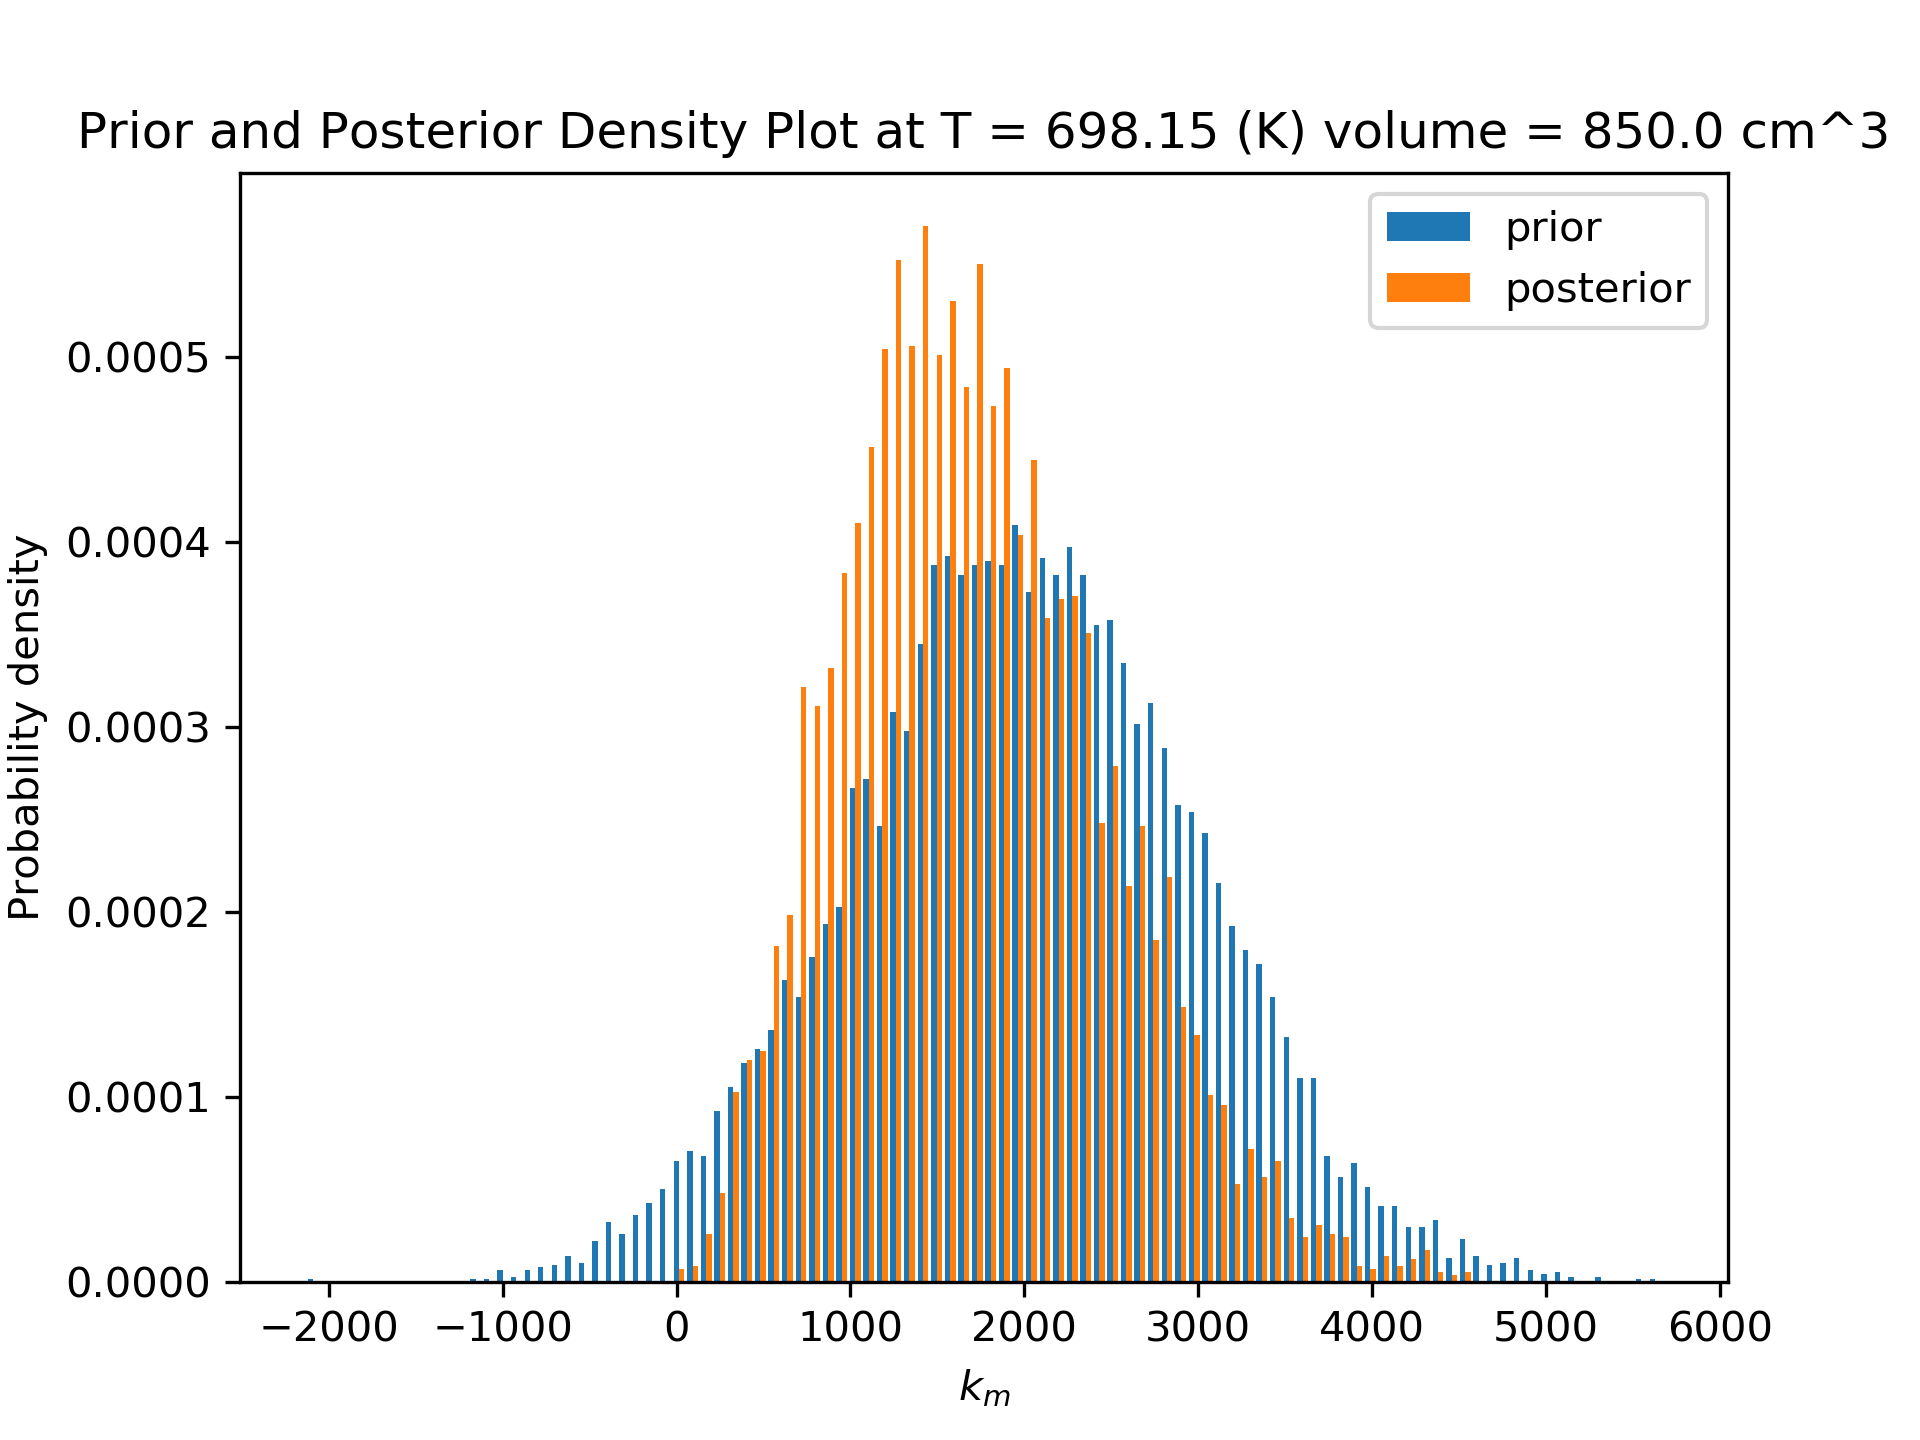 Prior and Posterior Density Plot at T = 698.15 (K) volume = 850.0 cm^3
prior
posterior
Probability density
0.0005
0.0004
0.0003
0.0002
0.0001
0.0000
−2000 −1000 0 1000 2000 3000 4000 5000 6000
k_m